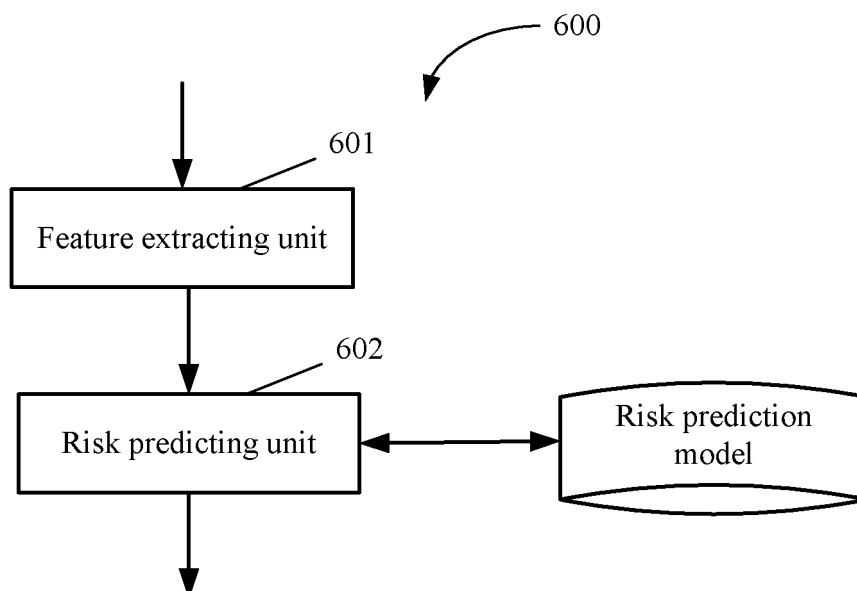 600
601
Feature extracting unit
602
Risk predicting unit
Risk prediction
model